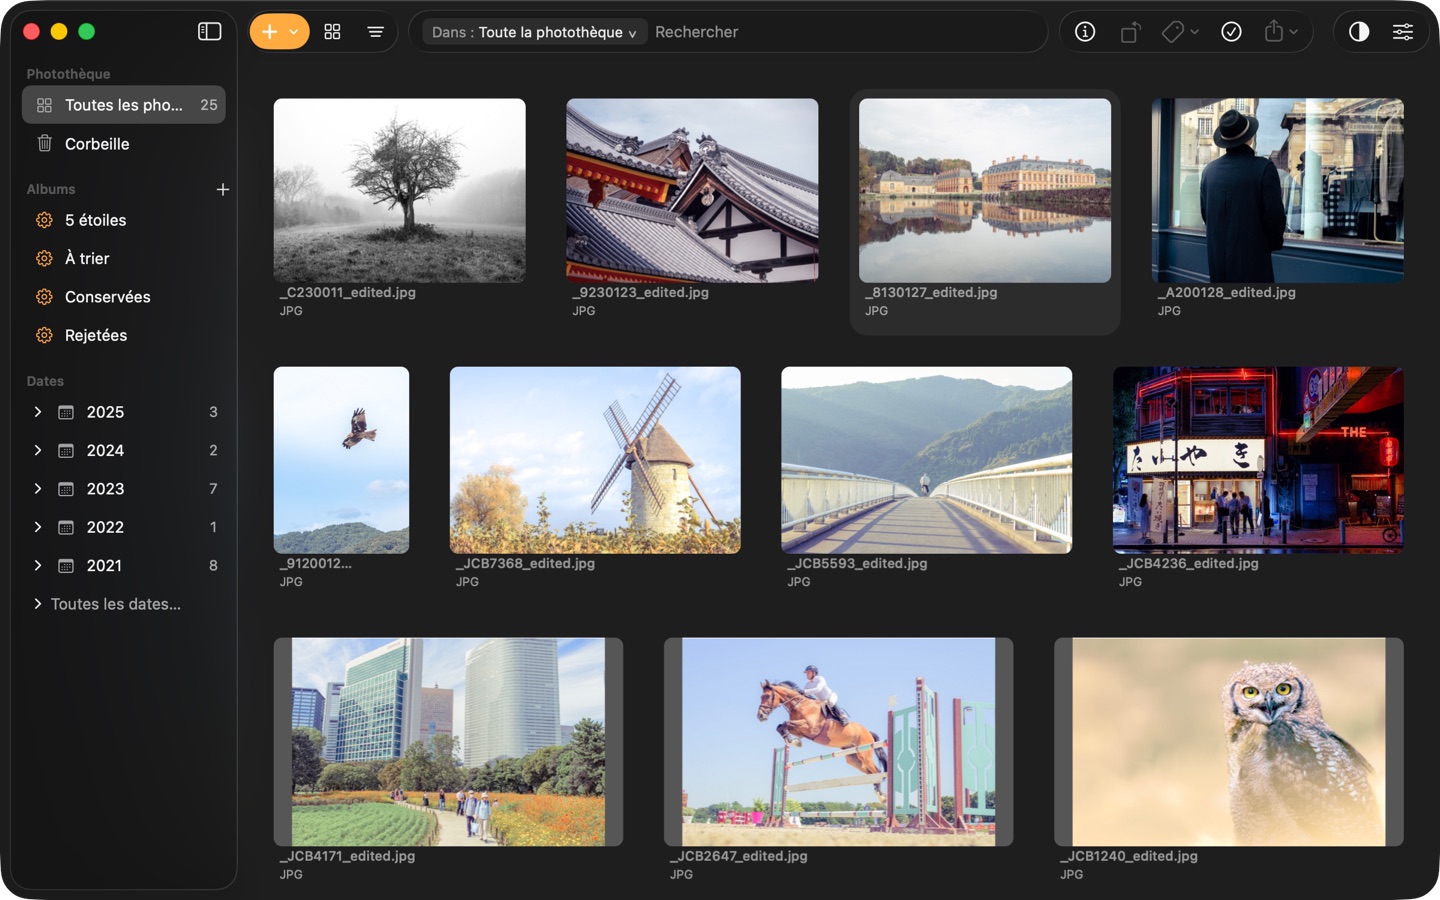 Dans : Toute la photothèque
Rechercher
Photothèque
Toutes les pho... 25
Corbeille
Albums
5 étoiles
À trier
Conservées
Rejetées
Dates
2025 3
2024 2
2023 7
2022 1
2021 8
Toutes les dates...
_C230011_edited.jpg
JPG
_9230123_edited.jpg
JPG
_8130127_edited.jpg
JPG
_A200128_edited.jpg
JPG
THE
_9120012...
JPG
_JCB7368_edited.jpg
JPG
_JCB5593_edited.jpg
JPG
_JCB4236_edited.jpg
JPG
_JCB4171_edited.jpg
JPG
_JCB2647_edited.jpg
JPG
_JCB1240_edited.jpg
JPG